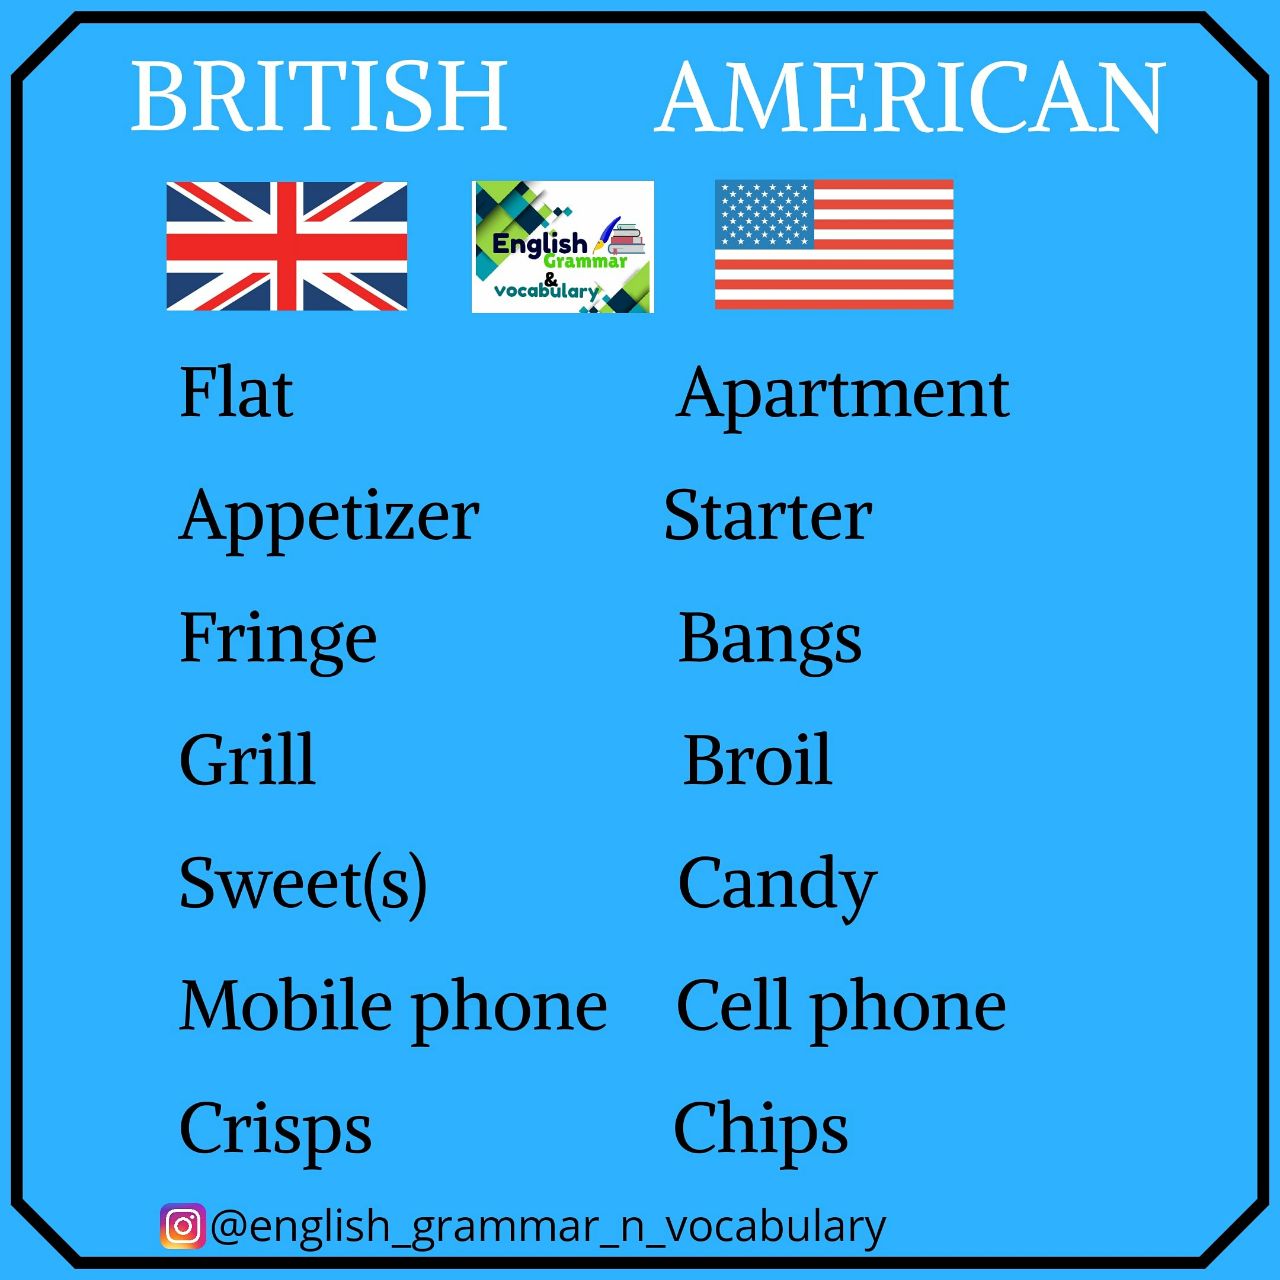 BRITISH AMERICAN
English
Grammar
&
vocabulary
Flat Apartment
Appetizer Starter
Fringe Bangs
Grill Broil
Sweet(s) Candy
Mobile phone Cell phone
Crisps Chips
@english_grammar_n_vocabulary